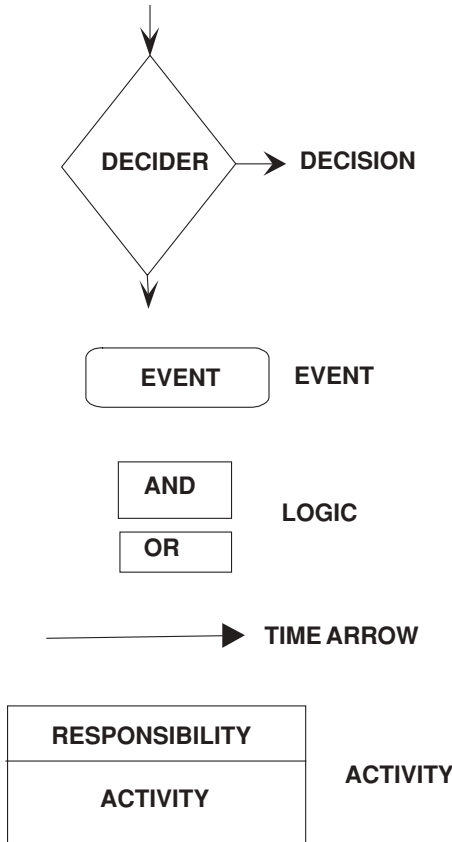 DECIDER DECISION
EVENT EVENT
AND
LOGIC
OR
TIME ARROW
RESPONSIBILITY
ACTIVITY
ACTIVITY